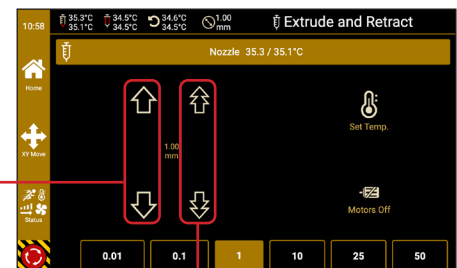 10:58
35.3°C
35.1°C
34.5°C
34.5°C
34.6°C
34.5°C
1.00
mm
Extrude and Retract
Nozzle 35.3 / 35.1°C
Home
XY Move
Status
1.00
mm
Set Temp.
Motors Off
0.01
0.1
1
10
25
50